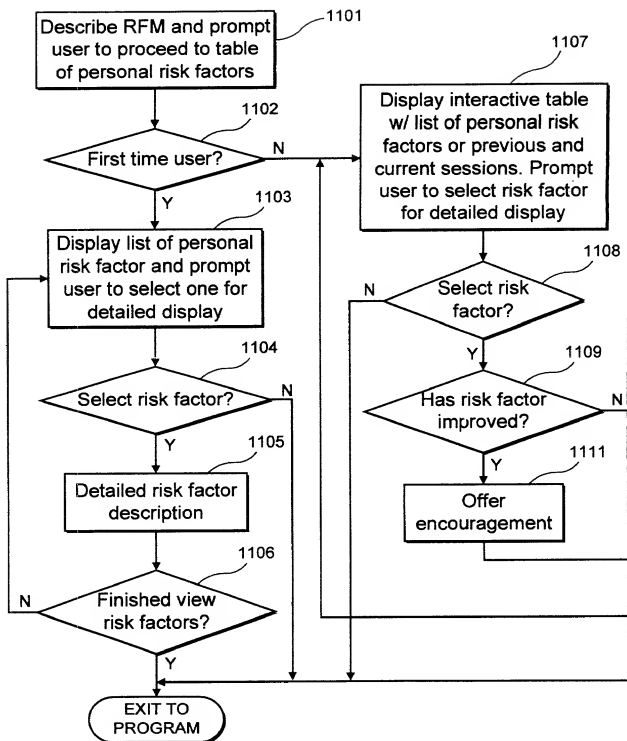 1101
Describe RFM and prompt
user to proceed to table
of personal risk factors
1102
First time user?
N
Y
1103
Display list of personal
risk factor and prompt
user to select one for
detailed display
1104
Select risk factor?
N
Y
1105
Detailed risk factor
description
1106
Finished view
risk factors?
N
Y
EXIT TO
PROGRAM
1107
Display interactive table
w/ list of personal risk
factors or previous and
current sessions. Prompt
user to select risk factor
for detailed display
1108
Select risk
factor?
N
Y
1109
Has risk factor
improved?
N
Y
1111
Offer
encouragement